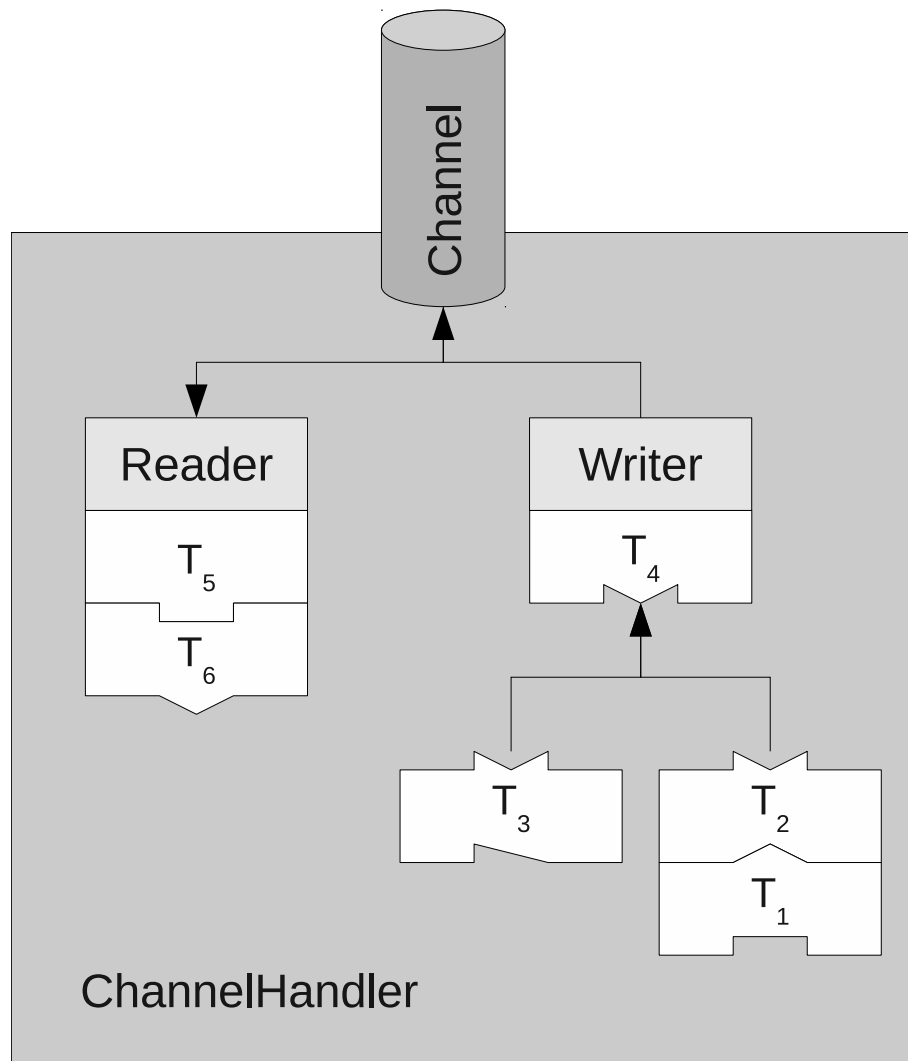 Channel
Reader
Writer
T5
T4
T6
T3
T2
T1
ChannelHandler